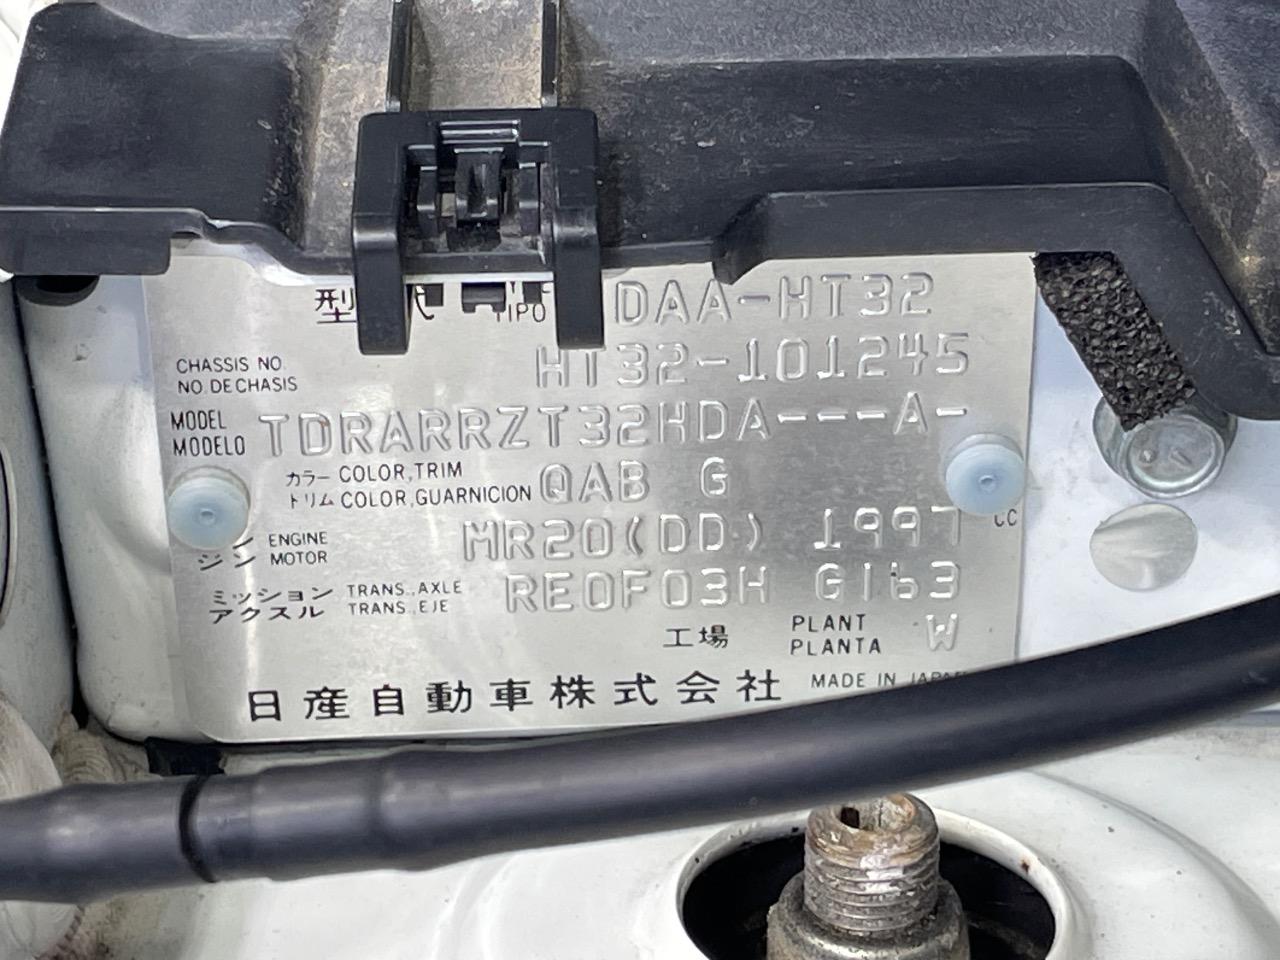 型 式 TIPO DAA-HT32
CHASSIS NO. HT32-101245
NO. DE CHASIS
MODEL TDRARRZT32HDA---A-
MODELO
カラー COLOR,TRIM QAB G
トリム COLOR,GUARNICION
ン ENGINE MR20(DD) 1997 CC
ジン MOTOR
ミッション TRANS.,AXLE RE0F03H G163
アクスル TRANS.,EJE
工場 PLANT W
PLANTA
日産自動車株式会社 MADE IN JAPAN